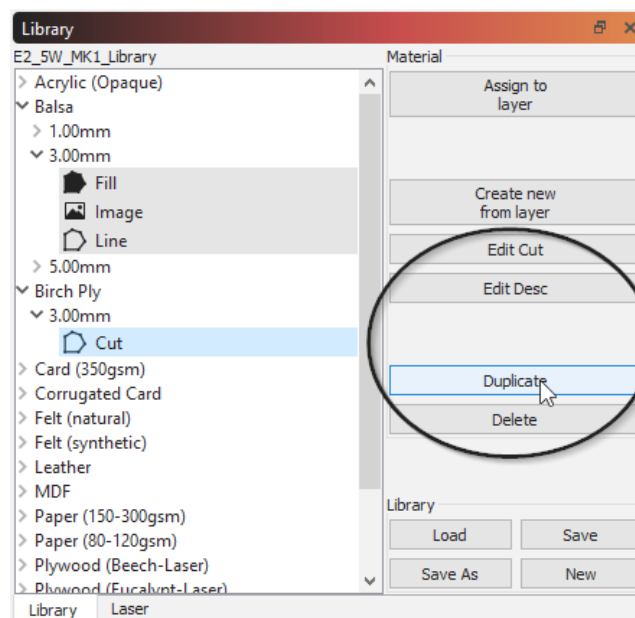 Library
E2_5W_MK1_Library
Material
Acrylic (Opaque)
Balsa
1.00mm
3.00mm
Fill
Image
Line
5.00mm
Birch Ply
3.00mm
Cut
Card (350gsm)
Corrugated Card
Felt (natural)
Felt (synthetic)
Leather
MDF
Paper (150-300gsm)
Paper (80-120gsm)
Plywood (Beech-Laser)
Plywood (Eucalypt-Laser)
Assign to
layer
Create new
from layer
Edit Cut
Edit Desc
Duplicate
Delete
Library
Load
Save
Save As
New
Library
Laser